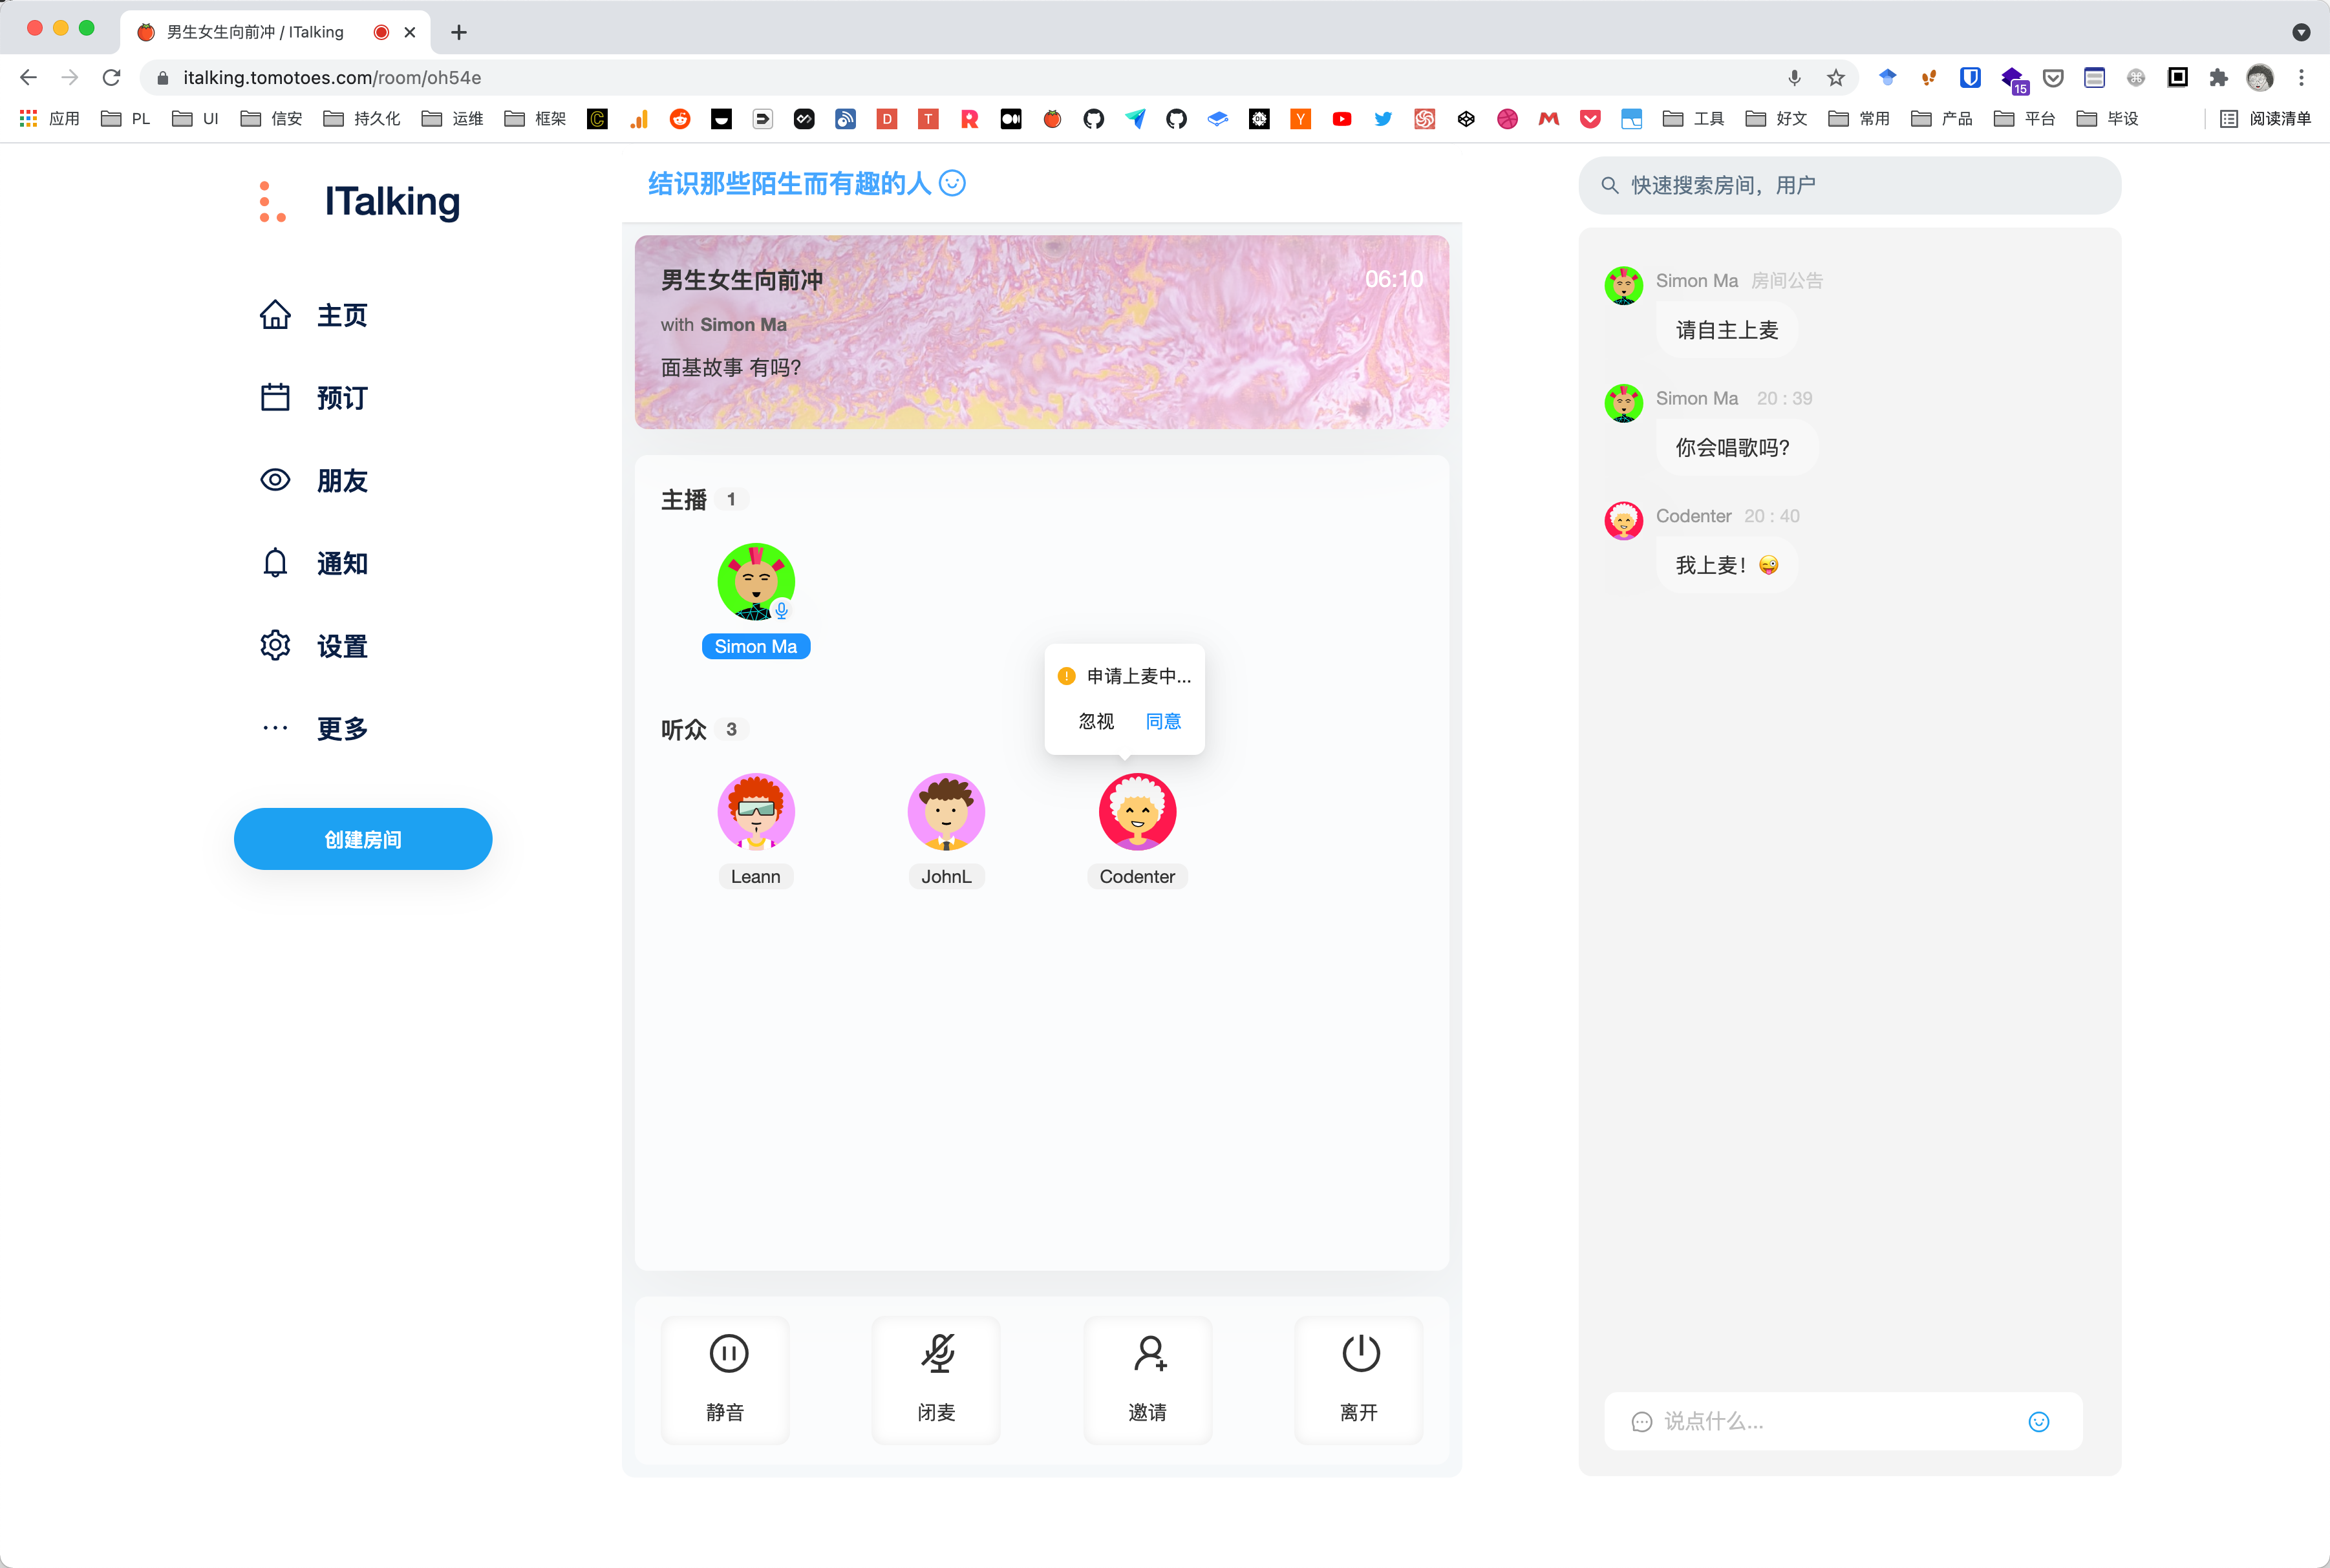 男生女生向前冲 / ITalking
italking.tomotoes.com/room/oh54e
15
应用 PL UI 信安 持久化 运维 框架 D T R Y 工具 好文 常用 产品 平台 毕设 阅读清单
ITalking
主页
预订
朋友
通知
设置
更多
创建房间
结识那些陌生而有趣的人
男生女生向前冲
06:10
with Simon Ma
面基故事 有吗?
主播 1
Simon Ma
申请上麦中...
忽视 同意
听众 3
Leann JohnL Codenter
静音 闭麦 邀请 离开
快速搜索房间，用户
Simon Ma 房间公告
请自主上麦
Simon Ma 20 : 39
你会唱歌吗?
Codenter 20 : 40
我上麦! 😜
说点什么...